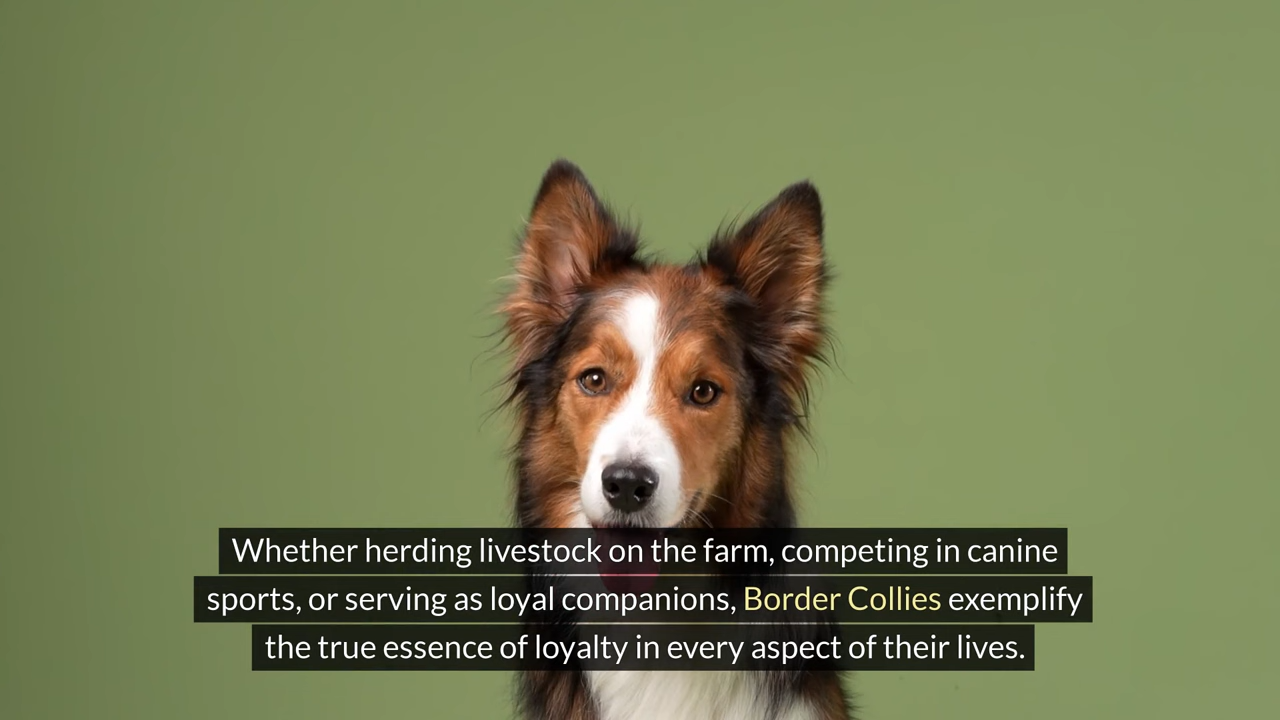 Whether herding livestock on the farm, competing in canine
sports, or serving as loyal companions, Border Collies exemplify
the true essence of loyalty in every aspect of their lives.